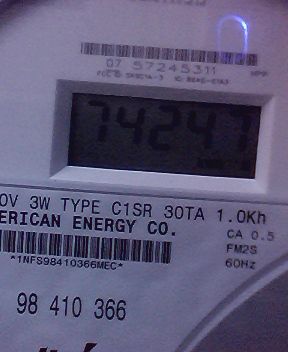 07 57245311
74247
0V 3W TYPE C1SR 30TA 1.0Kh
ERICAN ENERGY CO.
CA 0.5
FM2S
60Hz
*1NFS98410366MEC*
98 410 366